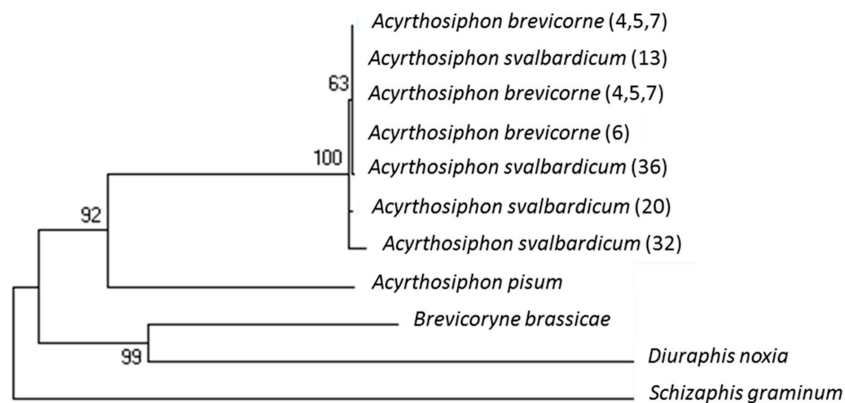 Acyrthosiphon brevicorne (4,5,7)
Acyrthosiphon svalbardicum (13)
63
Acyrthosiphon brevicorne (4,5,7)
Acyrthosiphon brevicorne (6)
100
Acyrthosiphon svalbardicum (36)
Acyrthosiphon svalbardicum (20)
92
Acyrthosiphon svalbardicum (32)
Acyrthosiphon pisum
Brevicoryne brassicae
99
Diuraphis noxia
Schizaphis graminum